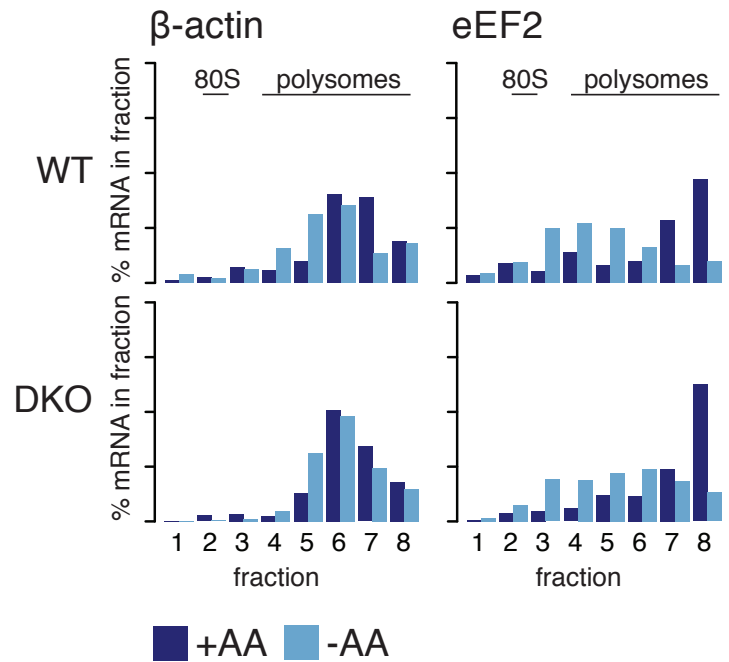 β-actin eEF2
80S polysomes 80S polysomes
WT
% mRNA in fraction
DKO
% mRNA in fraction
1 2 3 4 5 6 7 8 1 2 3 4 5 6 7 8
fraction fraction
+AA -AA